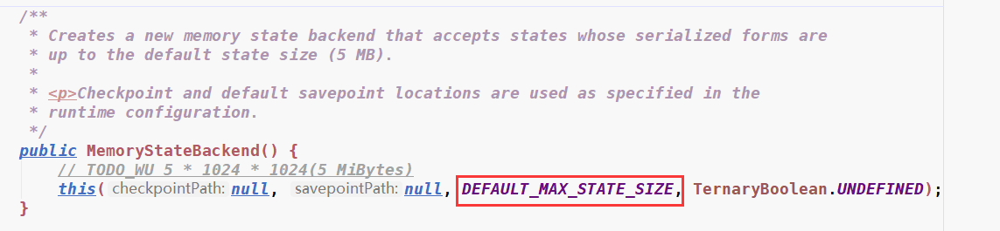 /**
* Creates a new memory state backend that accepts states whose serialized forms are
* up to the default state size (5 MB).
*
* <p>Checkpoint and default savepoint locations are used as specified in the
* runtime configuration.
*/
public MemoryStateBackend() {
// TODO_WU 5 * 1024 * 1024(5 MiBytes)
this( checkpointPath: null, savepointPath: null, DEFAULT_MAX_STATE_SIZE, TernaryBoolean.UNDEFINED);
}